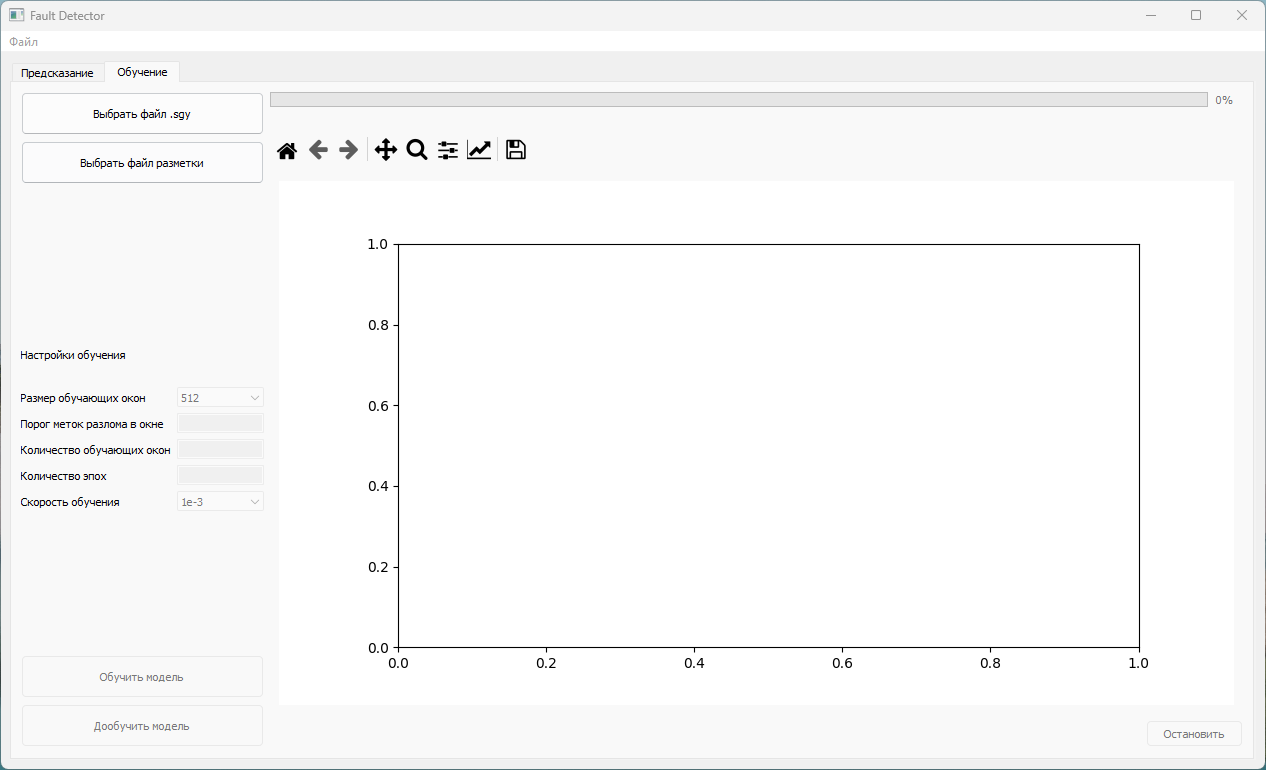 Fault Detector
Файл
Предсказание Обучение
Выбрать файл .sgy
0%
Выбрать файл разметки
Настройки обучения
Размер обучающих окон 512
Порог меток разлома в окне
Количество обучающих окон
Количество эпох
Скорость обучения 1e-3
Обучить модель
Дообучить модель
1.0
0.8
0.6
0.4
0.2
0.0
0.0 0.2 0.4 0.6 0.8 1.0
Остановить